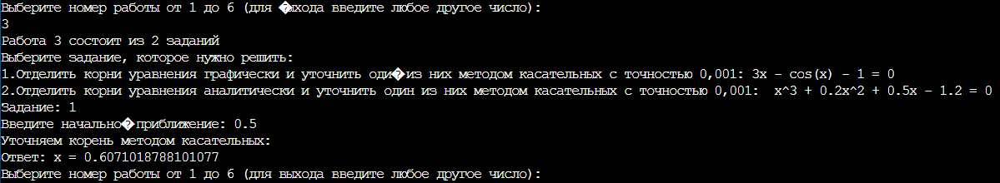 Выберите номер работы от 1 до 6 (для �ыхода введите любое другое число):
3
Работа 3 состоит из 2 заданий
Выберите задание, которое нужно решить:
1.Отделить корни уравнения графически и уточнить оди�из них методом касательных с точностью 0,001: 3x - cos(x) - 1 = 0
2.Отделить корни уравнения аналитически и уточнить один из них методом касательных с точностью 0,001:  x^3 + 0.2x^2 + 0.5x - 1.2 = 0
Задание: 1
Введите начально�приближение: 0.5
Уточняем корень методом касательных:
Ответ: x = 0.6071018788101077
Выберите номер работы от 1 до 6 (для выхода введите любое другое число):